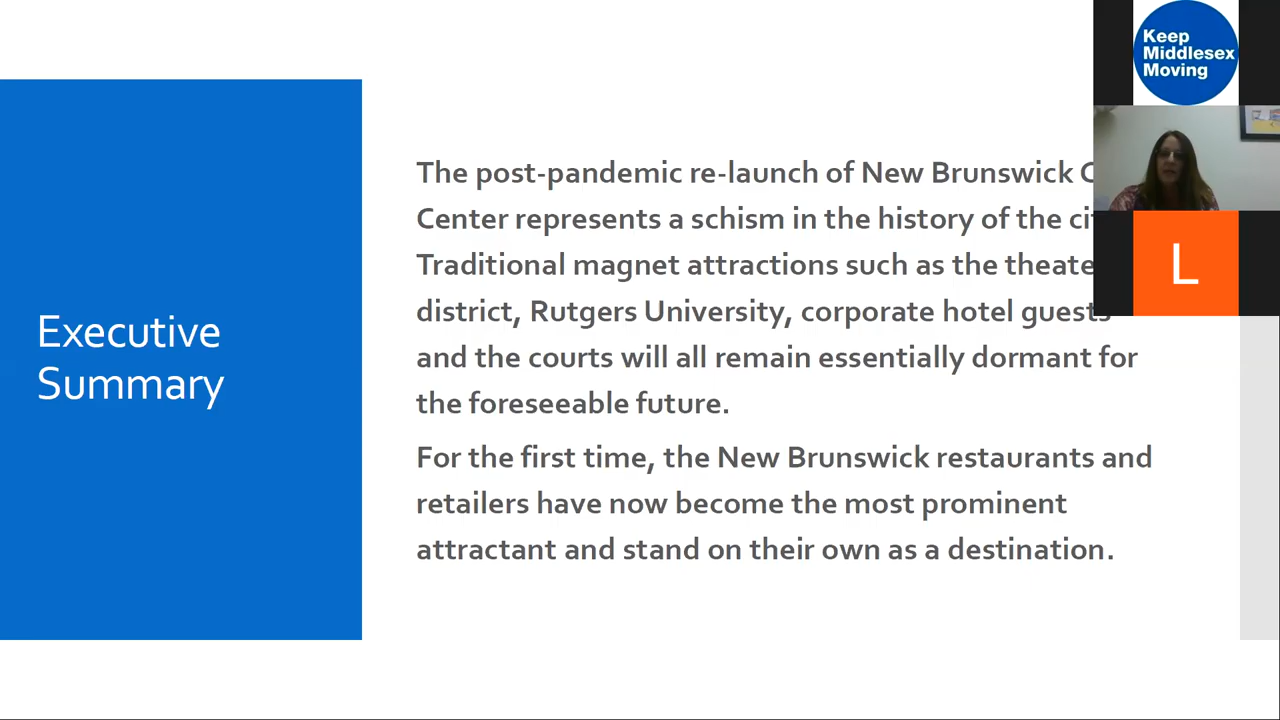 Executive
Summary
The post-pandemic re-launch of New Brunswick
Center represents a schism in the history of the
Traditional magnet attractions such as the
district, Rutgers University, corporate hotel guests
and the courts will all remain essentially dormant for
the foreseeable future.
For the first time, the New Brunswick restaurants and
retailers have now become the most prominent
attractant and stand on their own as a destination.
Keep
Middlesex
Moving
L